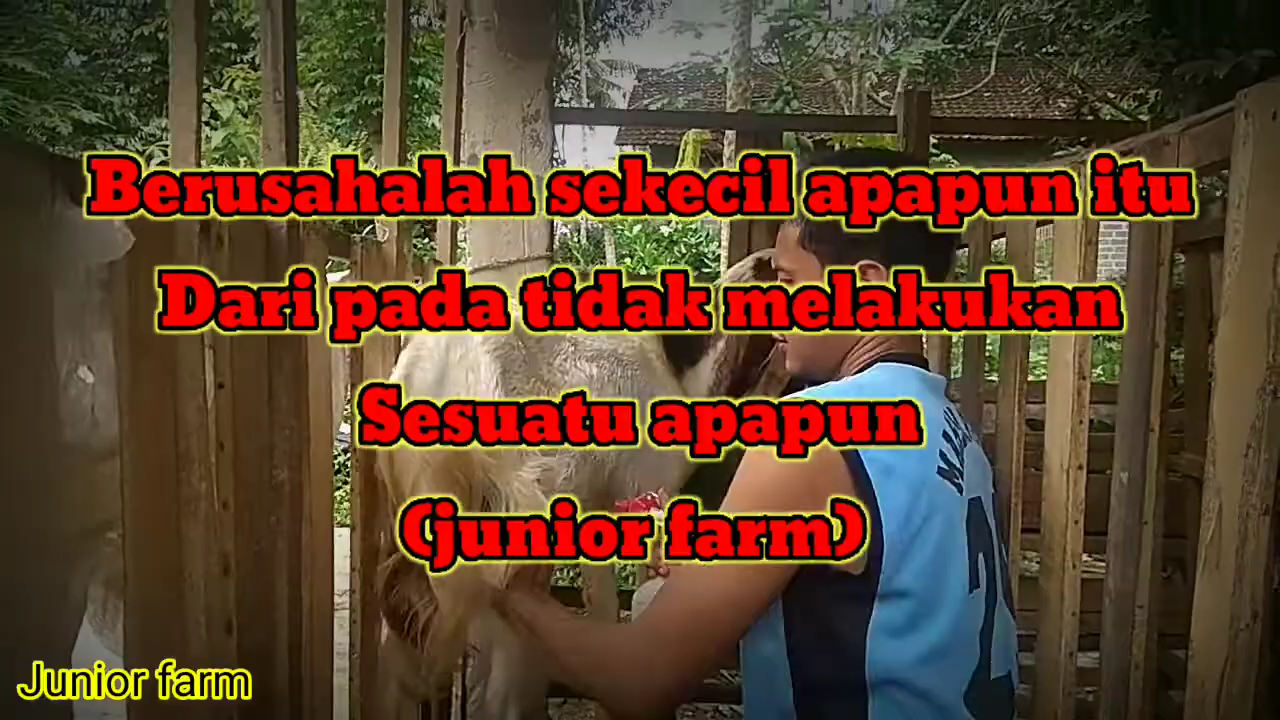 Berusahalah sekecil apapun itu
Dari pada tidak melakukan
Sesuatu apapun
(junior farm)
Junior farm